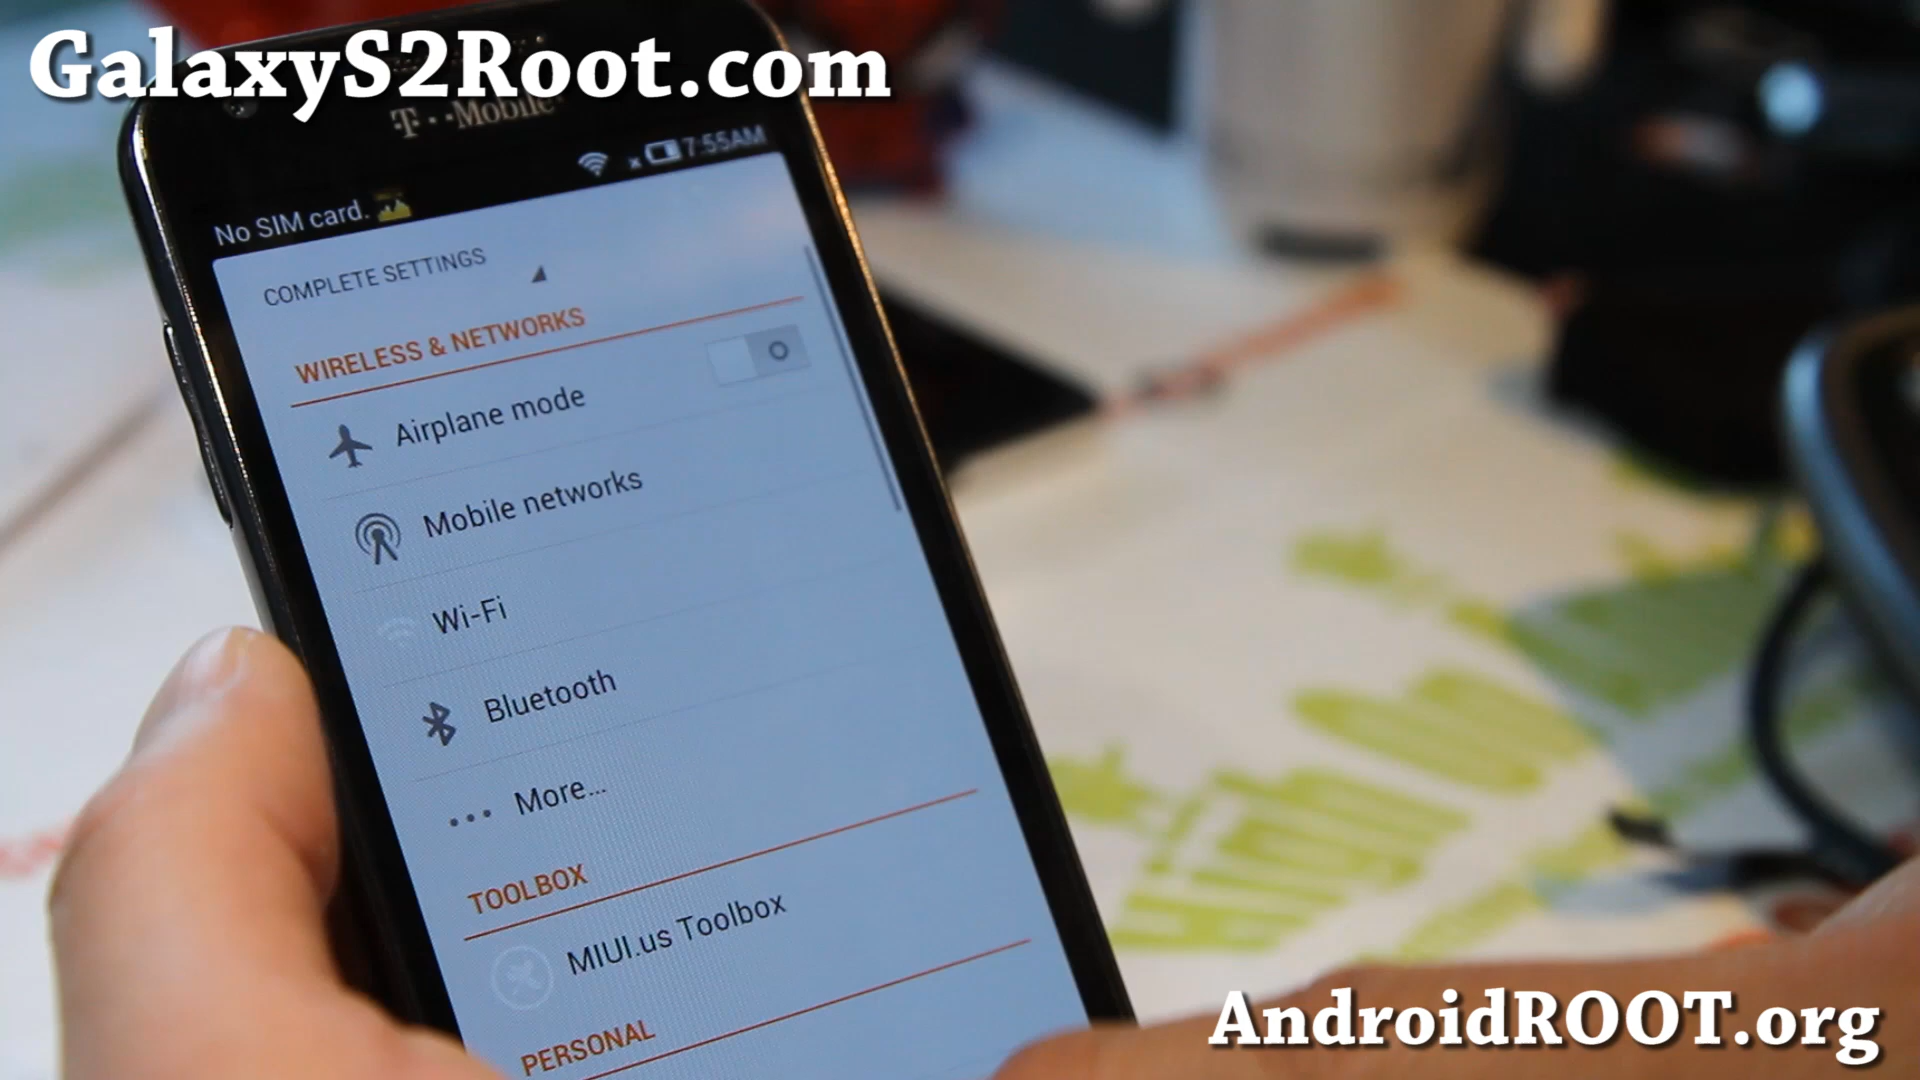 GalaxyS2Root.com
T··Mobile
7:55AM
No SIM card.
COMPLETE SETTINGS
WIRELESS & NETWORKS
Airplane mode
Mobile networks
Wi-Fi
Bluetooth
More...
TOOLBOX
MIUI.us Toolbox
PERSONAL
AndroidROOT.org